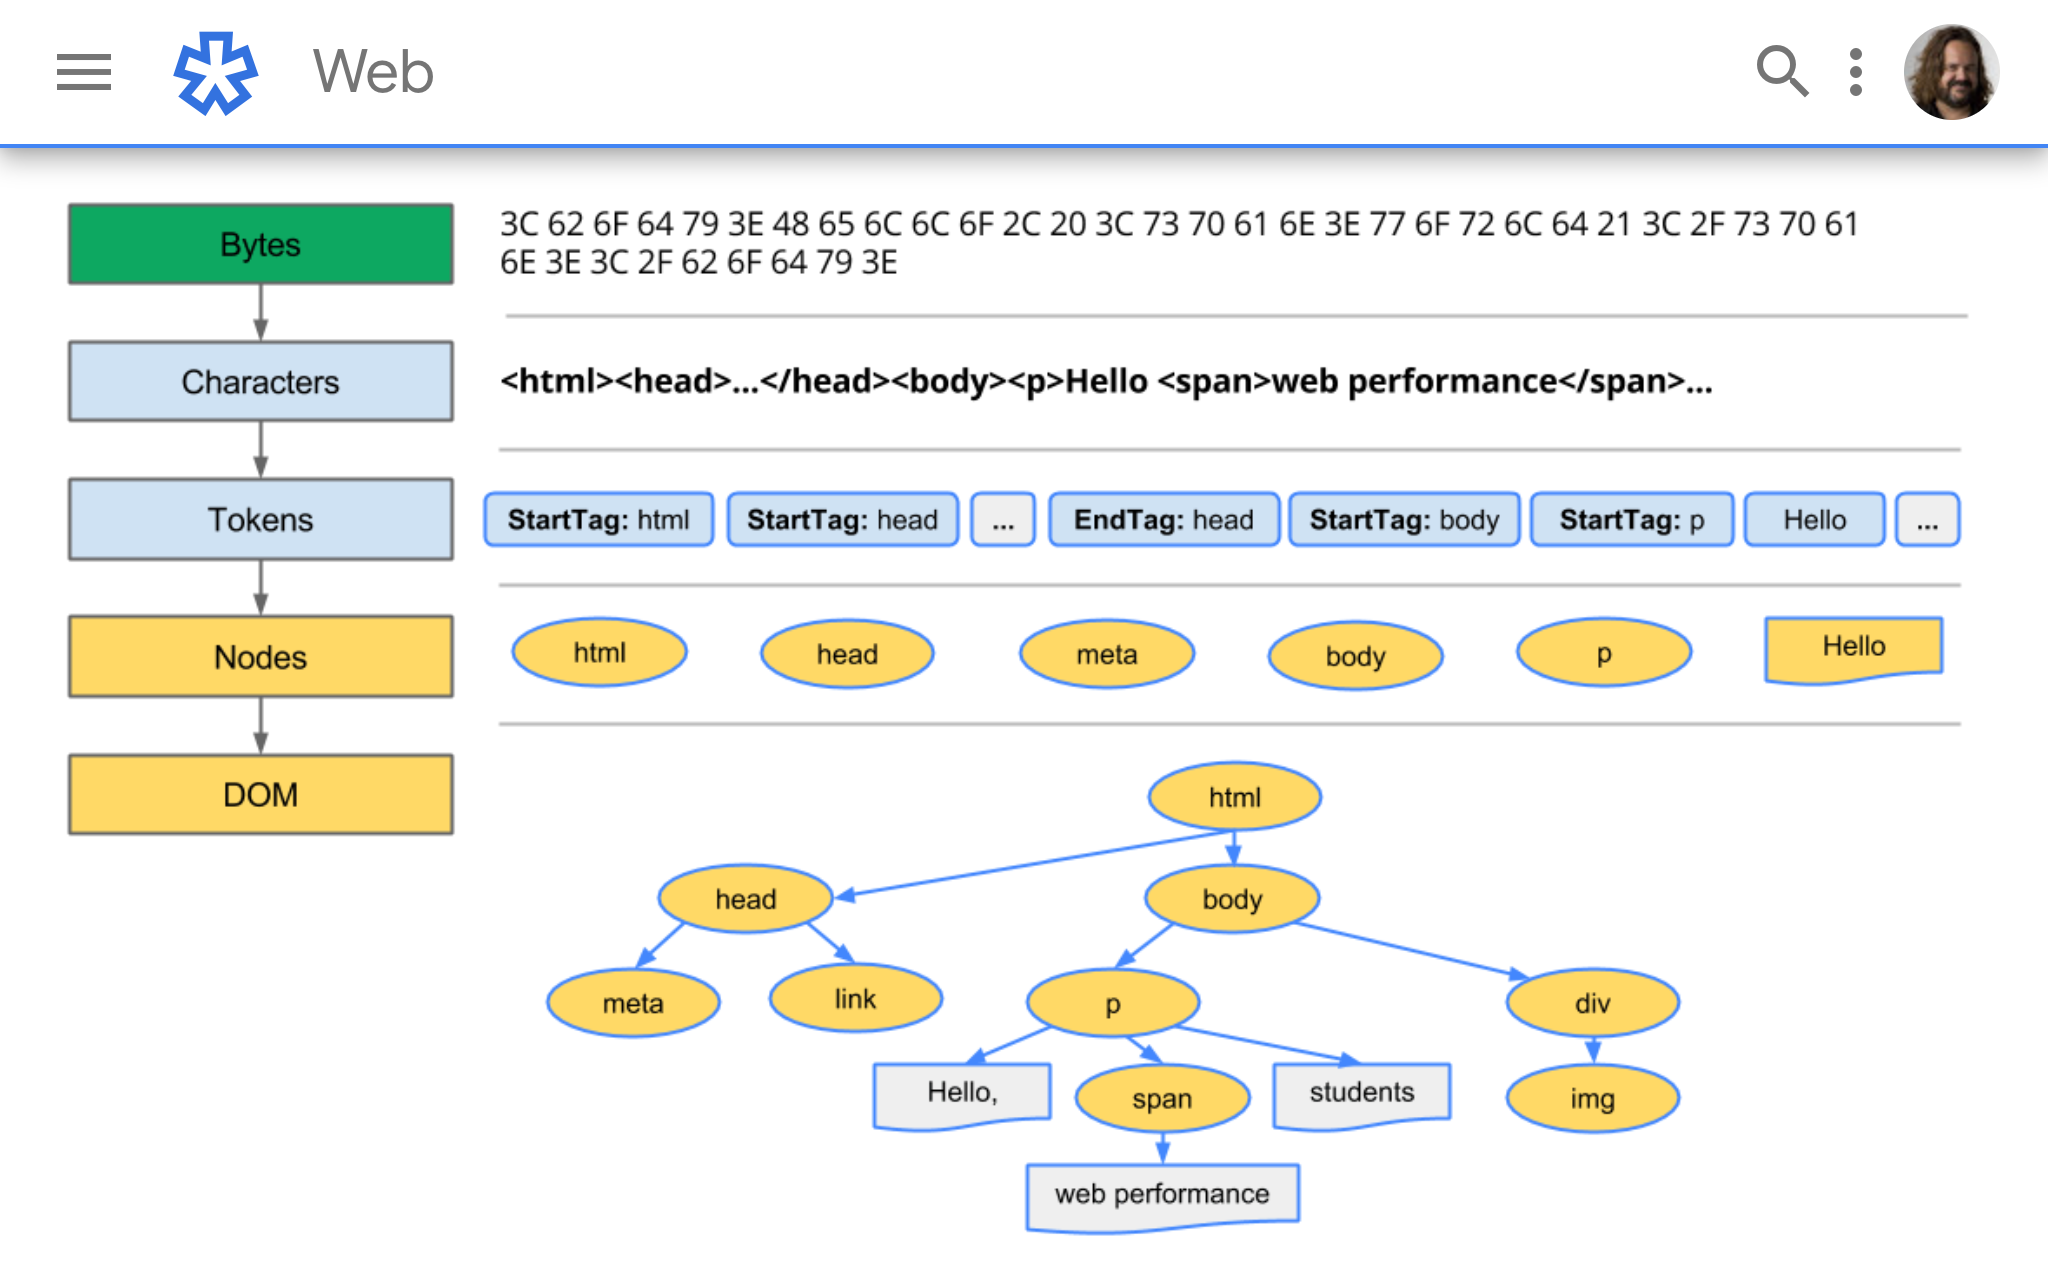 Web
Bytes
3C 62 6F 64 79 3E 48 65 6C 6C 6F 2C 20 3C 73 70 61 6E 3E 77 6F 72 6C 64 21 3C 2F 73 70 61
6E 3E 3C 2F 62 6F 64 79 3E
Characters
<html><head>...</head><body><p>Hello <span>web performance</span>...
Tokens
StartTag: html
StartTag: head
...
EndTag: head
StartTag: body
StartTag: p
Hello
...
Nodes
html
head
meta
body
p
Hello
DOM
html
head
body
meta
link
p
div
Hello,
span
students
img
web performance